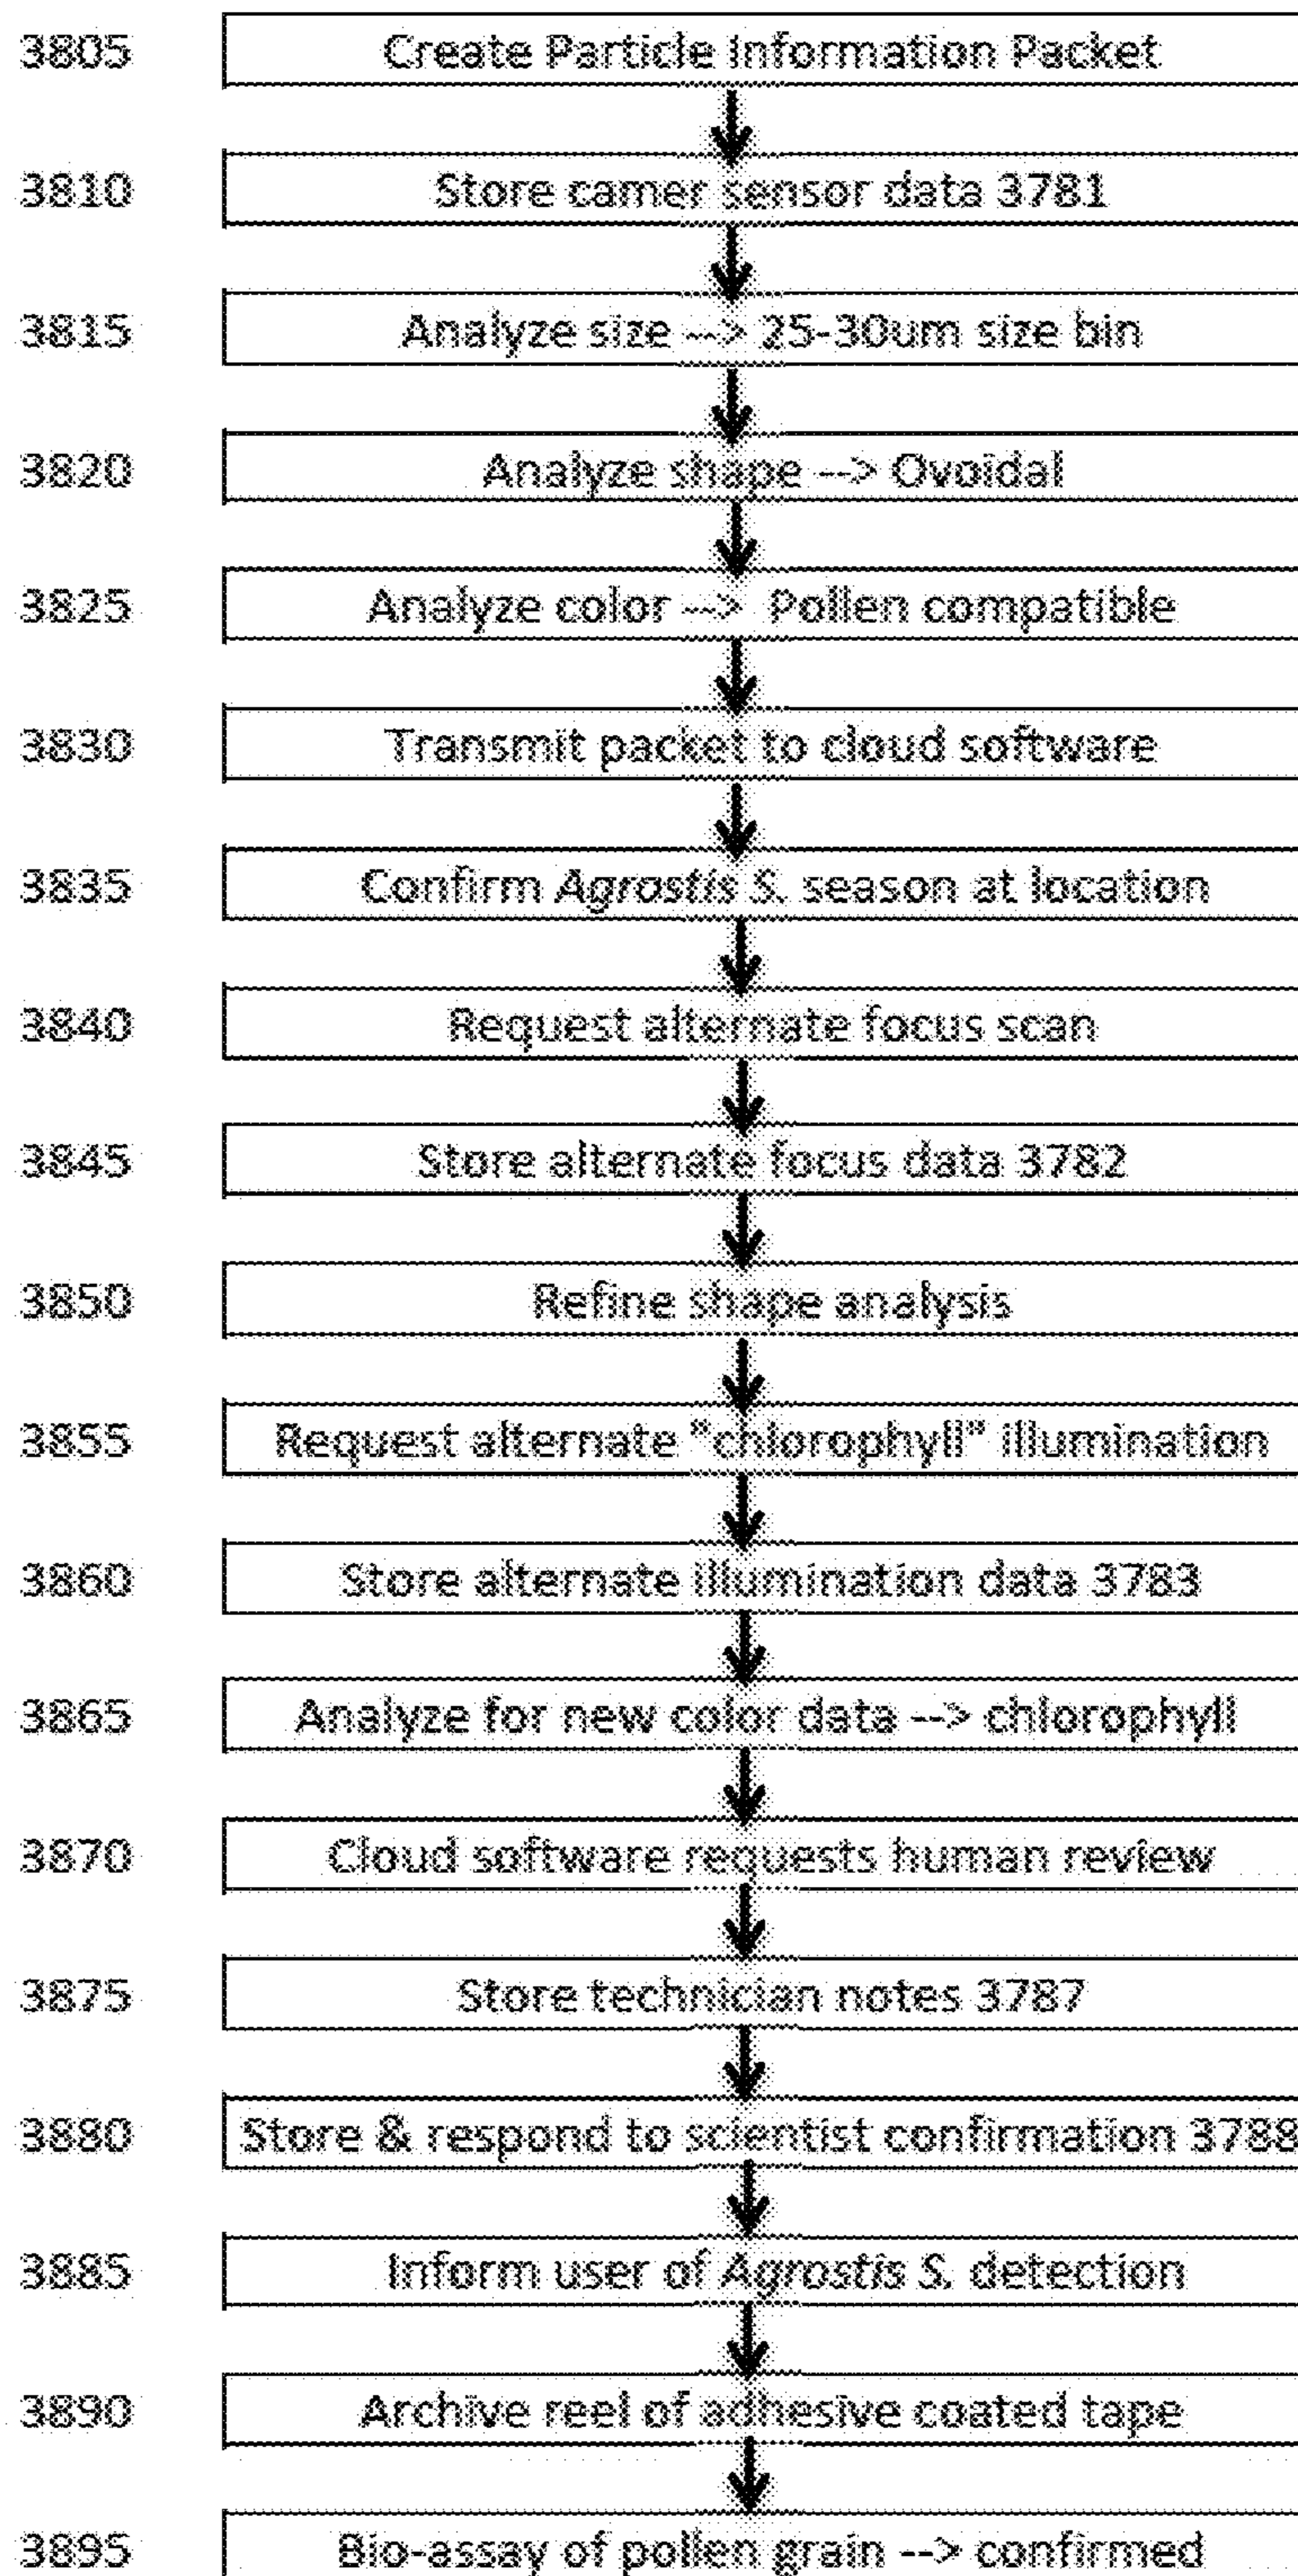 3805 Create Particle Information Packet
3810 Store camer sensor data 3781
3815 Analyze size --> 25-30um size bin
3820 Analyze shape --> Ovoidal
3825 Analyze color --> Pollen compatible
3830 Transmit packet to cloud software
3835 Confirm Agrostis S. season at location
3840 Request alternate focus scan
3845 Store alternate focus data 3782
3850 Refine shape analysis
3855 Request alternate "chlorophyll" illumination
3860 Store alternate illumination data 3783
3865 Analyze for new color data --> chlorophyll
3870 Cloud software requests human review
3875 Store technician notes 3787
3880 Store & respond to scientist confirmation 3788
3885 Inform user of Agrostis S. detection
3890 Archive reel of adhesive coated tape
3895 Bio-assay of pollen grain --> confirmed